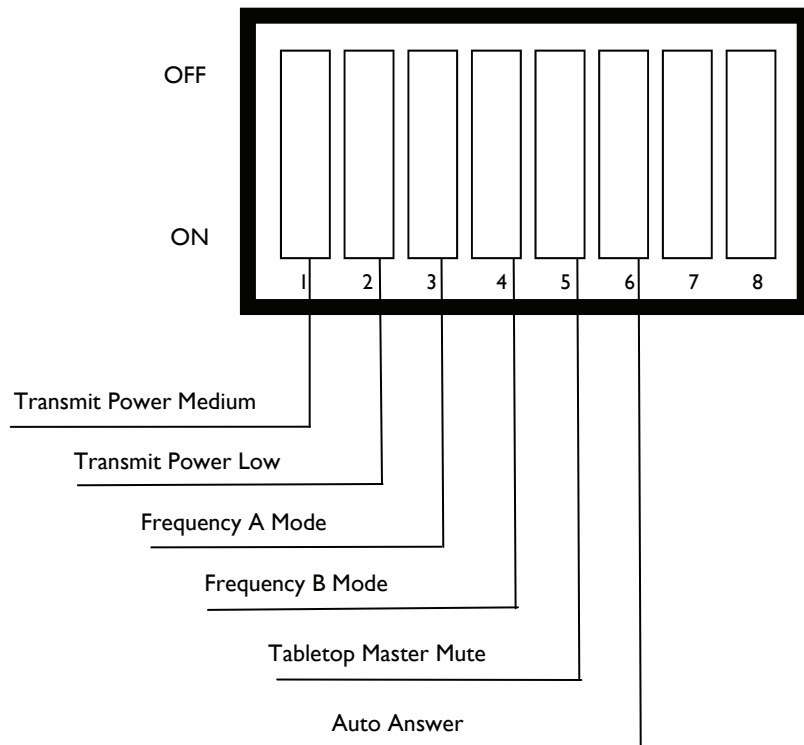 OFF
ON
1 2 3 4 5 6 7 8
Transmit Power Medium
Transmit Power Low
Frequency A Mode
Frequency B Mode
Tabletop Master Mute
Auto Answer